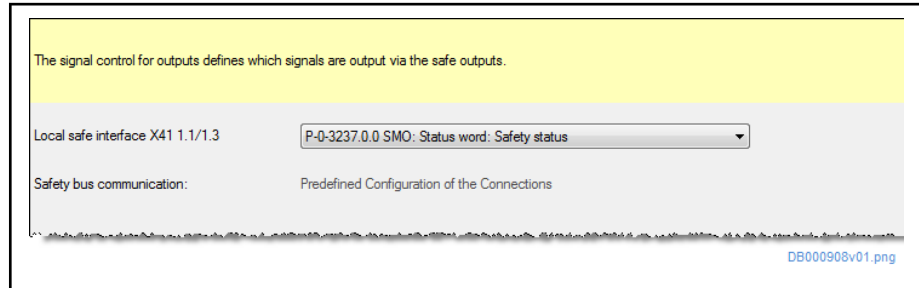 The signal control for outputs defines which signals are output via the safe outputs.
Local safe interface X41 1.1/1.3
P-0-3237.0.0 SMO: Status word: Safety status
Safety bus communication:
Predefined Configuration of the Connections
DB000908v01.png